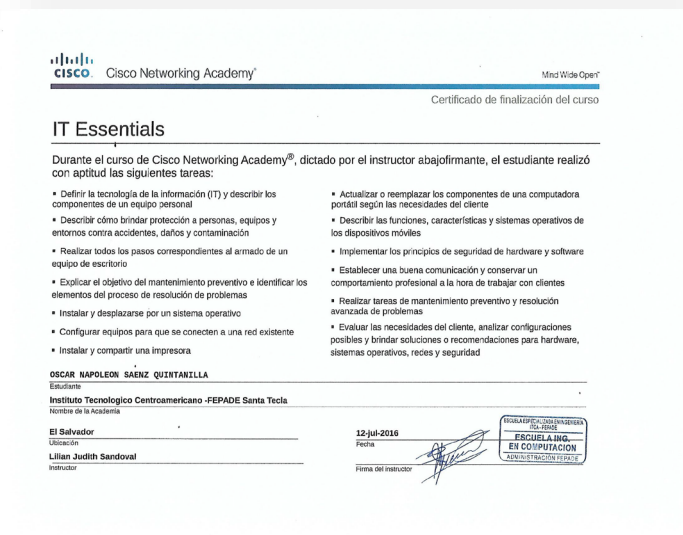 CISCO. Cisco Networking Academy®
Mind Wide Open™
Certificado de finalización del curso
IT Essentials
Durante el curso de Cisco Networking Academy®, dictado por el instructor abajofirmante, el estudiante realizó
con aptitud las siguientes tareas:
▪ Definir la tecnología de la información (IT) y describir los
componentes de un equipo personal
▪ Describir cómo brindar protección a personas, equipos y
entornos contra accidentes, daños y contaminación
▪ Realizar todos los pasos correspondientes al armado de un
equipo de escritorio
▪ Explicar el objetivo del mantenimiento preventivo e identificar los
elementos del proceso de resolución de problemas
▪ Instalar y desplazarse por un sistema operativo
▪ Configurar equipos para que se conecten a una red existente
▪ Instalar y compartir una impresora
▪ Actualizar o reemplazar los componentes de una computadora
portátil según las necesidades del cliente
▪ Describir las funciones, características y sistemas operativos de
los dispositivos móviles
▪ Implementar los principios de seguridad de hardware y software
▪ Establecer una buena comunicación y conservar un
comportamiento profesional a la hora de trabajar con clientes
▪ Realizar tareas de mantenimiento preventivo y resolución
avanzada de problemas
▪ Evaluar las necesidades del cliente, analizar configuraciones
posibles y brindar soluciones o recomendaciones para hardware,
sistemas operativos, redes y seguridad
OSCAR NAPOLEON SAENZ QUINTANILLA
Estudiante
Instituto Tecnologico Centroamericano -FEPADE Santa Tecla
Nombre de la Academia
El Salvador
Ubicación
Lilian Judith Sandoval
Instructor
12-jul-2016
Fecha
Firma del instructor
ESCUELA ESPECIALIZADA EN INGENIERIA
ITCA - FEPADE
ESCUELA ING.
EN COMPUTACION
ADMINISTRACIÓN FEPADE